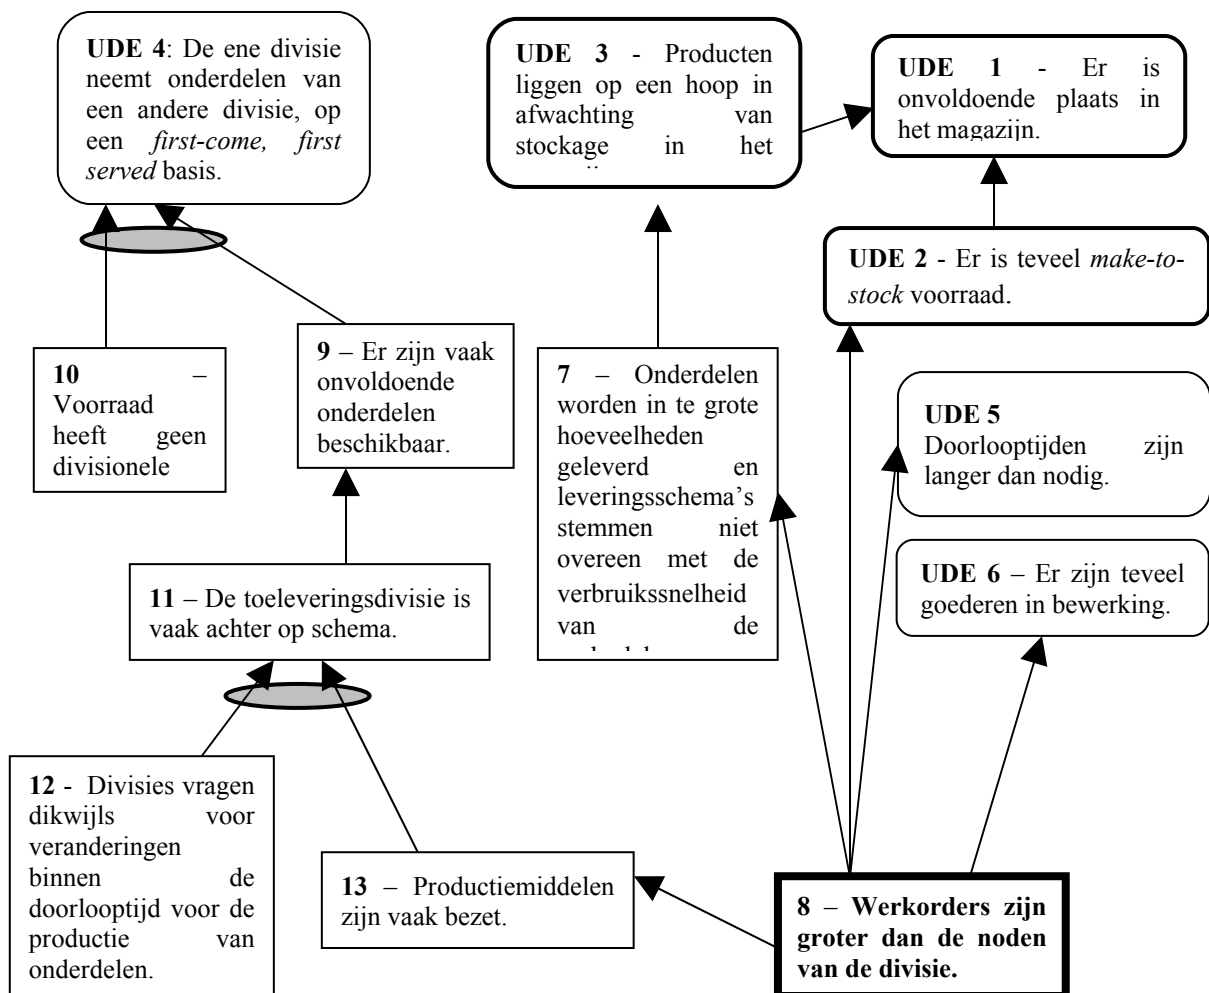 UDE 4: De ene divisie
neemt onderdelen van
een andere divisie, op
een first-come, first
served basis.
UDE 3 - Producten
liggen op een hoop in
afwachting van
stockage in het
UDE 1 - Er is
onvoldoende plaats in
het magazijn.
UDE 2 - Er is teveel make-to-
stock voorraad.
10 –
Voorraad
heeft geen
divisionele
9 – Er zijn vaak
onvoldoende
onderdelen
beschikbaar.
7 – Onderdelen
worden in te grote
hoeveelheden
geleverd en
leveringsschema’s
stemmen niet
overeen met de
verbruikssnelheid
van de
UDE 5
Doorlooptijden zijn
langer dan nodig.
UDE 6 – Er zijn teveel
goederen in bewerking.
11 – De toeleveringsdivisie is
vaak achter op schema.
12 - Divisies vragen
dikwijls voor
veranderingen
binnen de
doorlooptijd voor de
productie van
onderdelen.
13 – Productiemiddelen
zijn vaak bezet.
8 – Werkorders zijn
groter dan de noden
van de divisie.